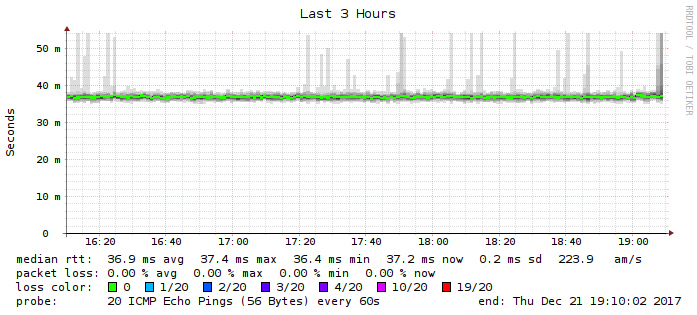 Last 3 Hours
RRDTOOL / TOBI OETIKER
Seconds
50 m
40 m
30 m
20 m
10 m
0
16:20 16:40 17:00 17:20 17:40 18:00 18:20 18:40 19:00
median rtt: 36.9 ms avg 37.4 ms max 36.4 ms min 37.2 ms now 0.2 ms sd 223.9 am/s
packet loss: 0.00 % avg 0.00 % max 0.00 % min 0.00 % now
loss color: 0 1/20 2/20 3/20 4/20 10/20 19/20
probe: 20 ICMP Echo Pings (56 Bytes) every 60s end: Thu Dec 21 19:10:02 2017